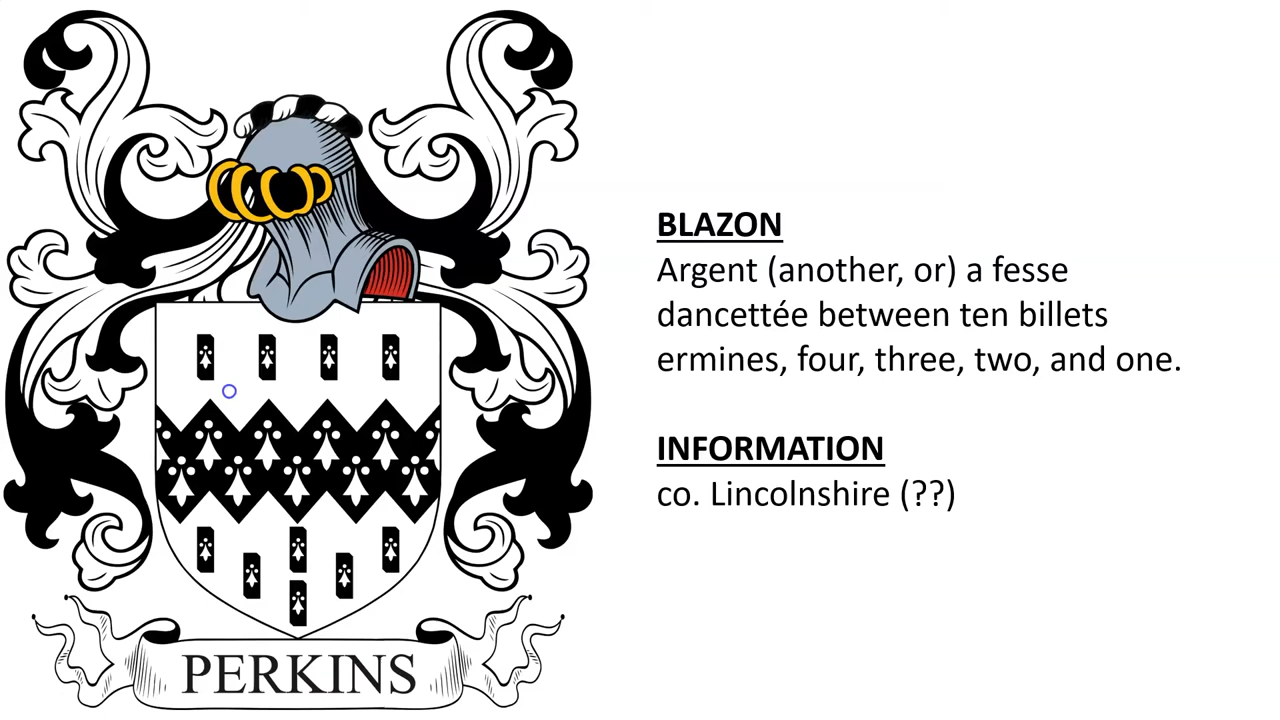 BLAZON
Argent (another, or) a fesse
dancettée between ten billets
ermines, four, three, two, and one.
INFORMATION
co. Lincolnshire (??)
PERKINS